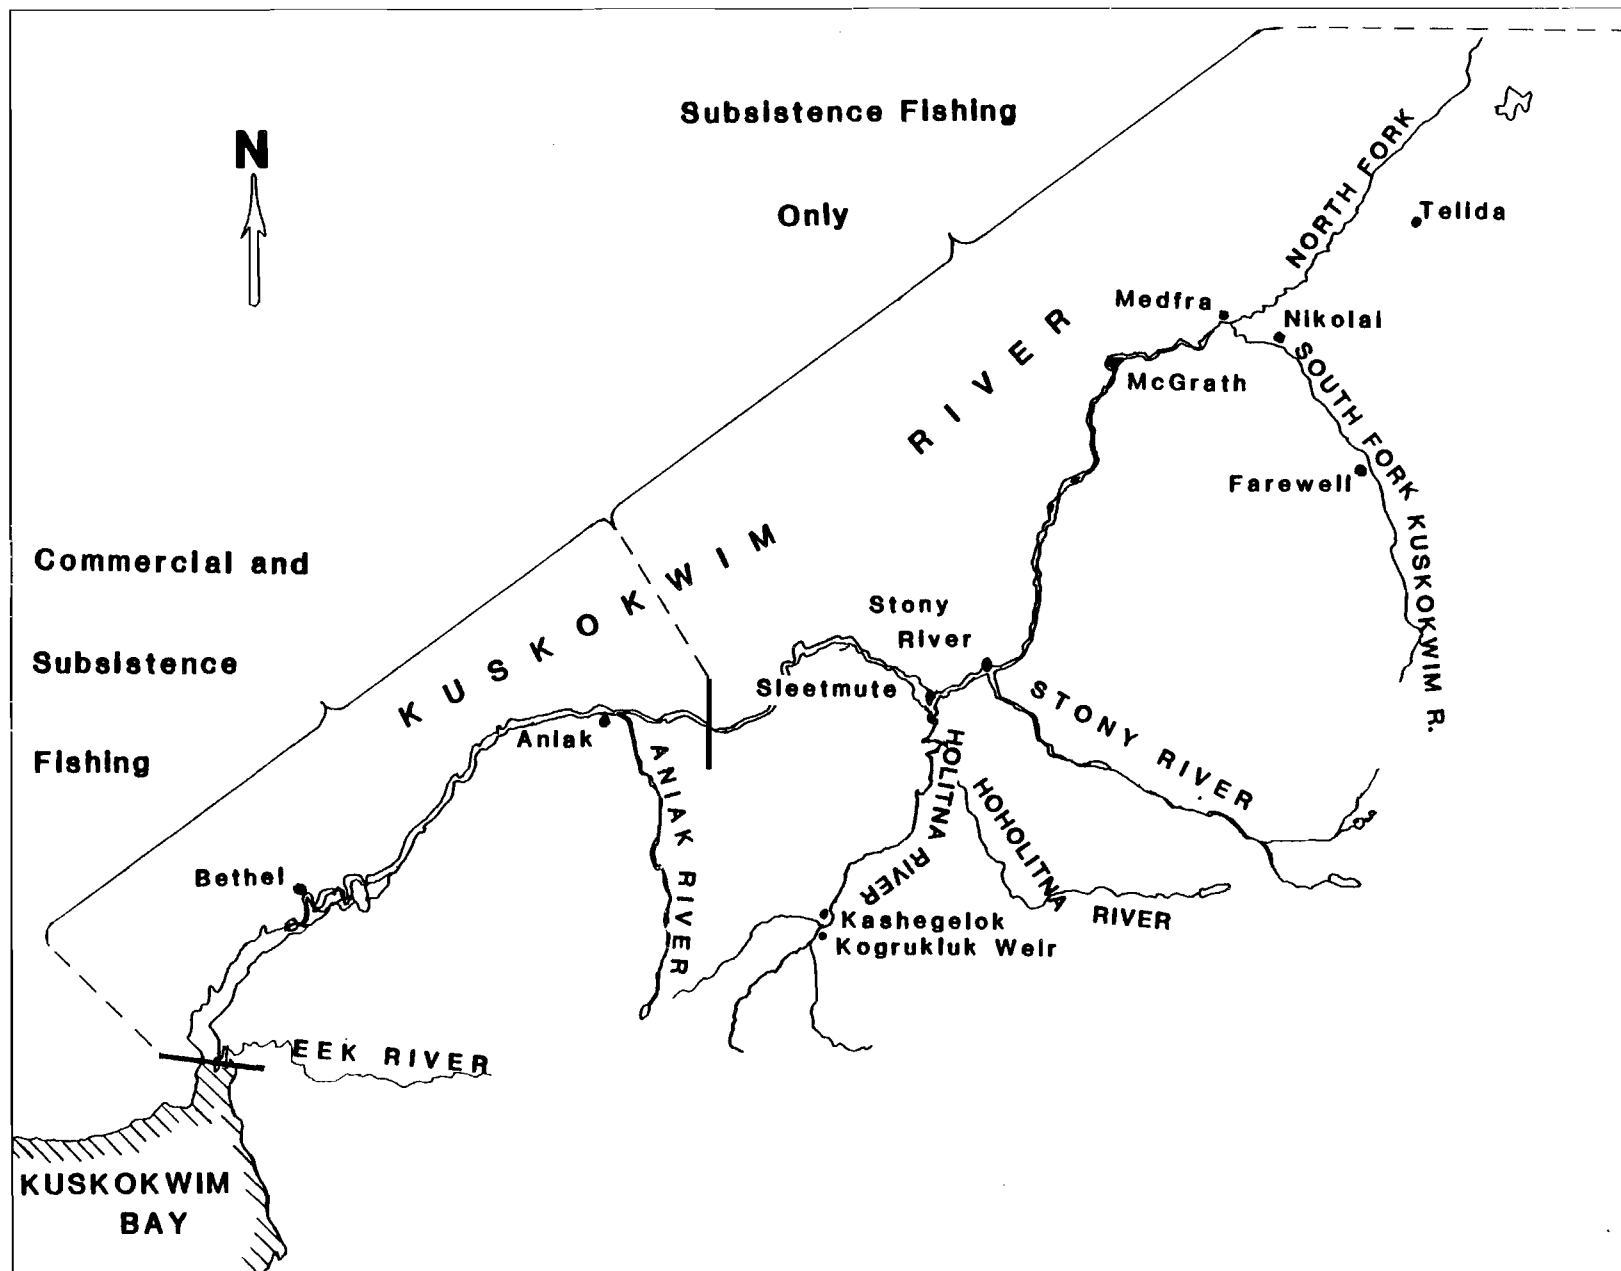 Subsistence Fishing
Only
N
NORTH FORK
Telida
Medfra
Nikolai
McGrath
SOUTH FORK KUSKOKWIM R.
Farewell
KUSKOKWIM RIVER
Commercial and
Subsistence
Fishing
Stony
River
Sleetmute
STONY RIVER
Aniak
ANIAK RIVER
HOLITNA RIVER
HOHOLITNA
RIVER
Bethel
Kashegelok
Kogrukluk Weir
EEK RIVER
KUSKOKWIM
BAY